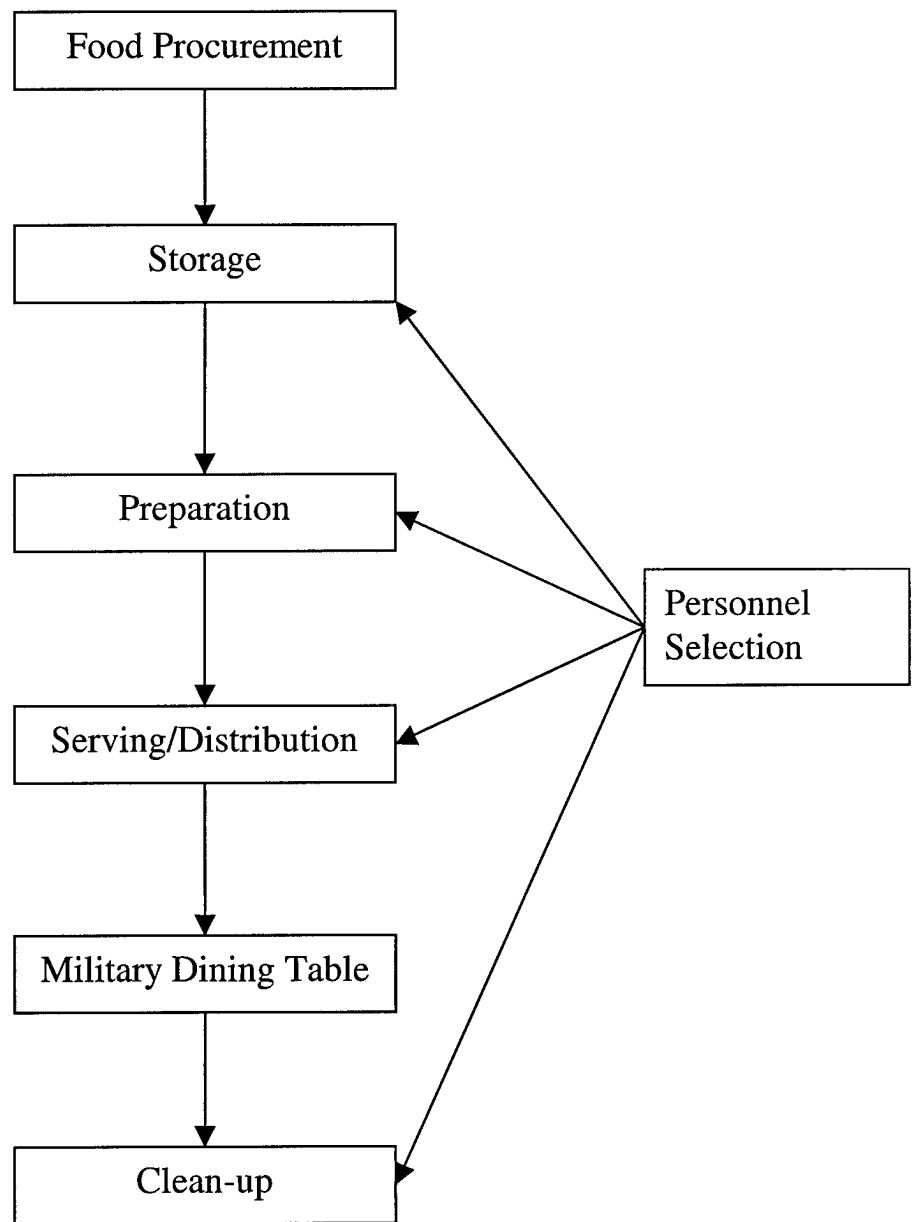 Food Procurement
Storage
Preparation
Personnel
Selection
Serving/Distribution
Military Dining Table
Clean-up